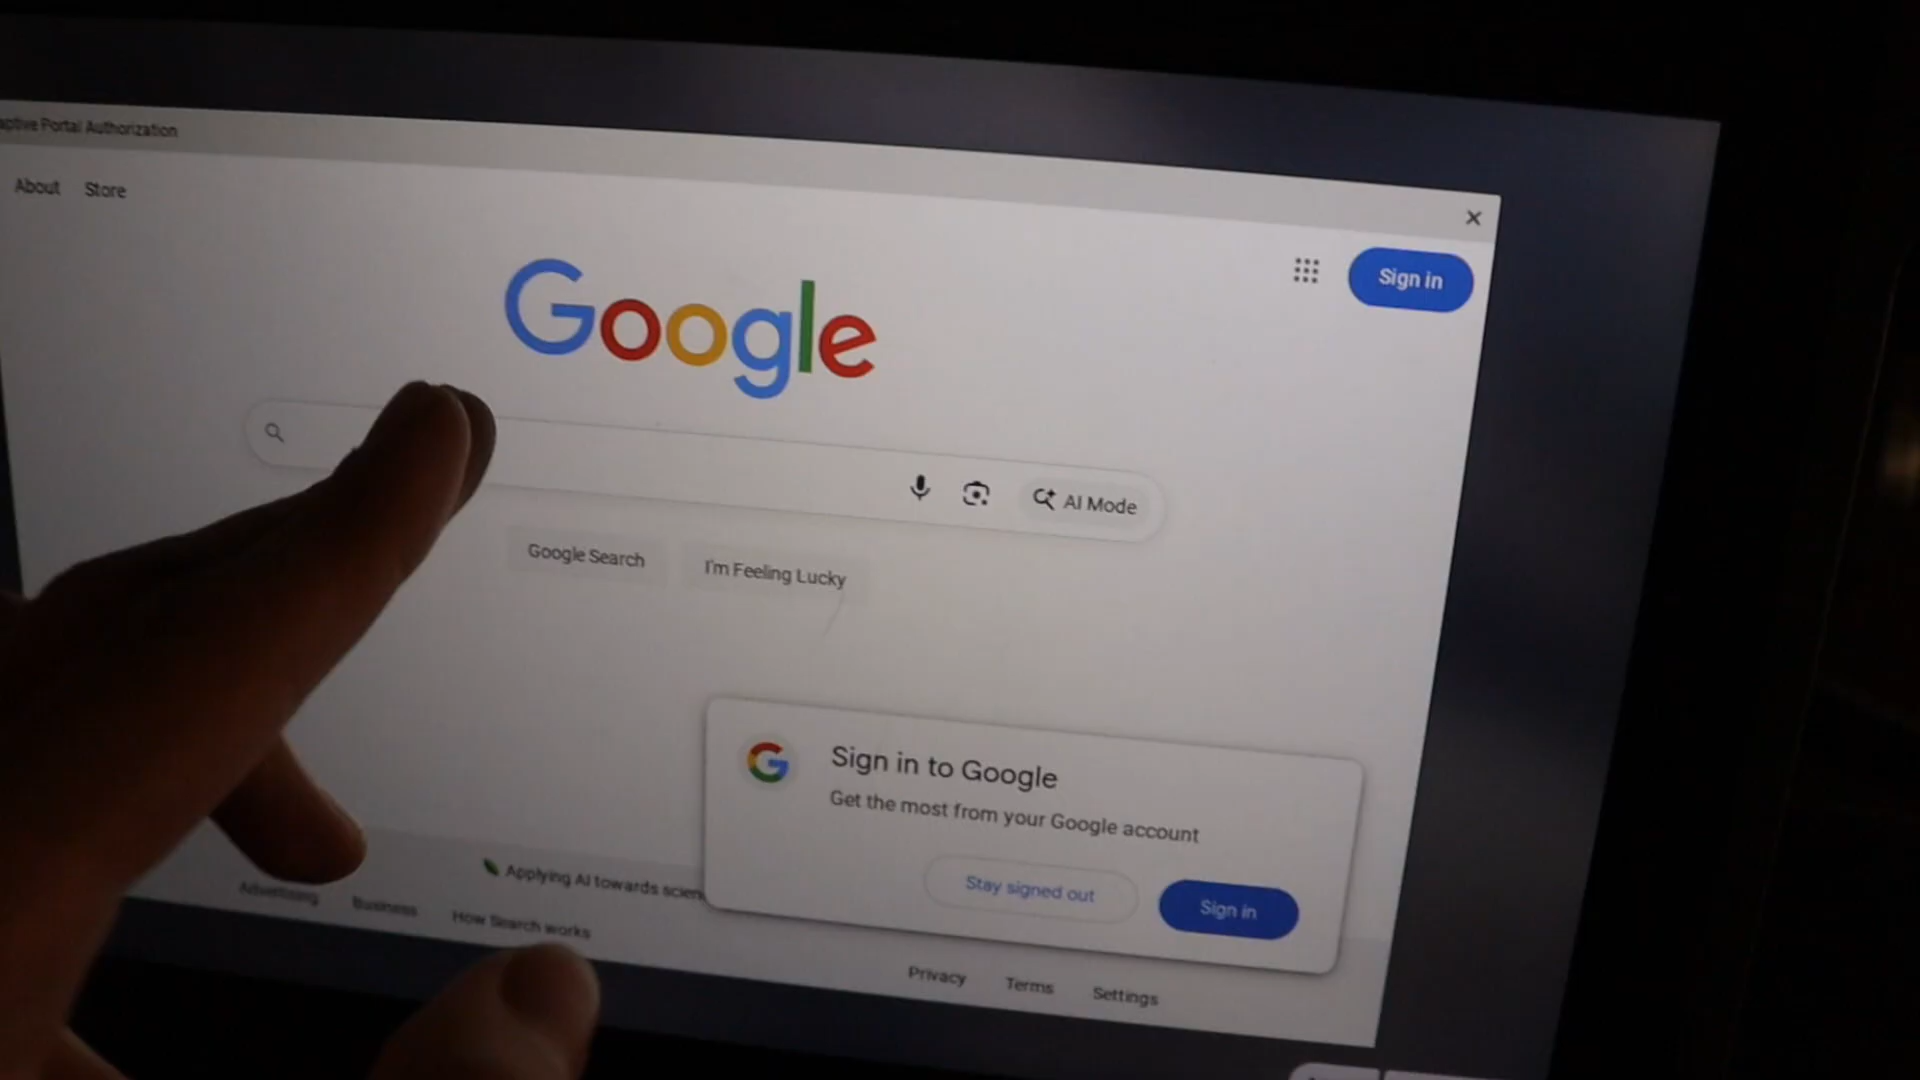 aptive Portal Authorization
About Store
Sign in
Google
AI Mode
Google Search I'm Feeling Lucky
Sign in to Google
Get the most from your Google account
Stay signed out Sign in
Applying AI towards scien
Advertising Business How Search works
Privacy Terms Settings